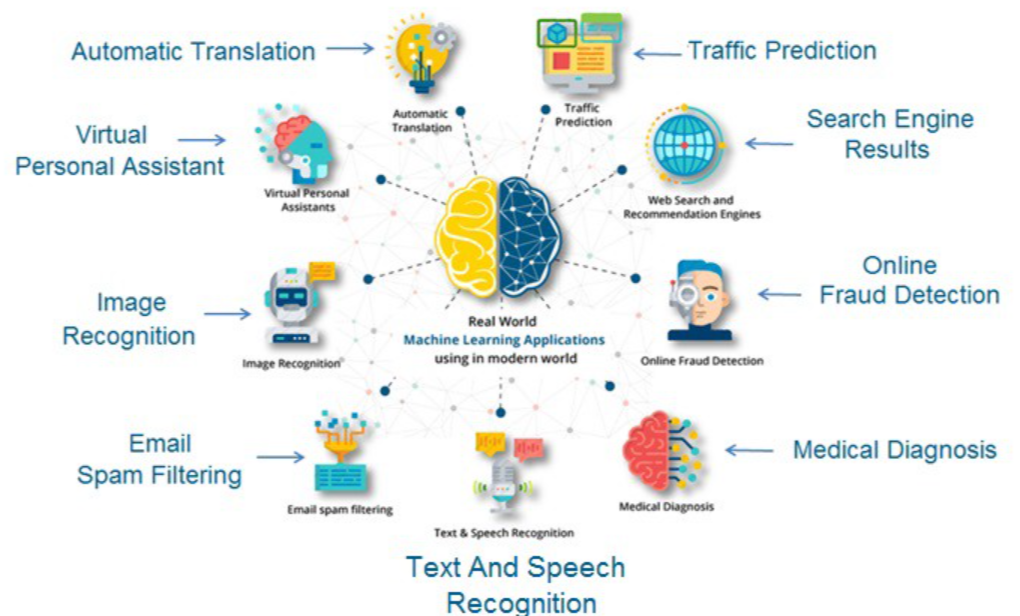 Automatic Translation
Traffic Prediction
Automatic
Translation
Traffic
Prediction
Virtual
Personal Assistant
Search Engine
Results
Virtual Personal
Assistants
Web Search and
Recommendation Engines
Image
Recognition
Online
Fraud Detection
Real World
Machine Learning Applications
using in modern world
Image Recognition
Online Fraud Detection
Email
Spam Filtering
Medical Diagnosis
Email spam filtering
Medical Diagnosis
Text & Speech Recognition
Text And Speech
Recognition